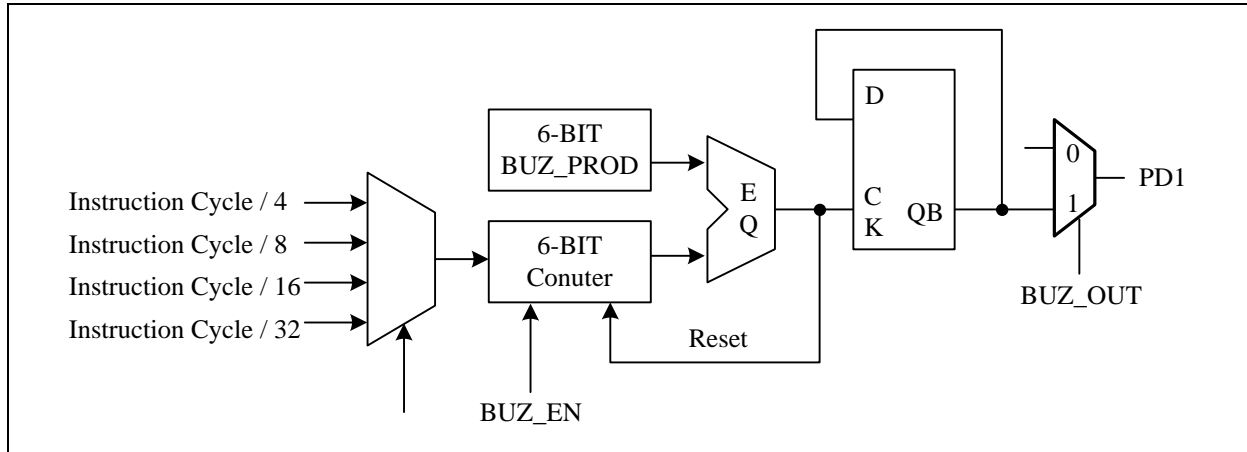 6-BIT
BUZ_PROD
Instruction Cycle / 4
Instruction Cycle / 8
Instruction Cycle / 16
Instruction Cycle / 32
6-BIT
Conuter
BUZ_EN
Reset
E
Q
D
C
K
QB
0
1
PD1
BUZ_OUT